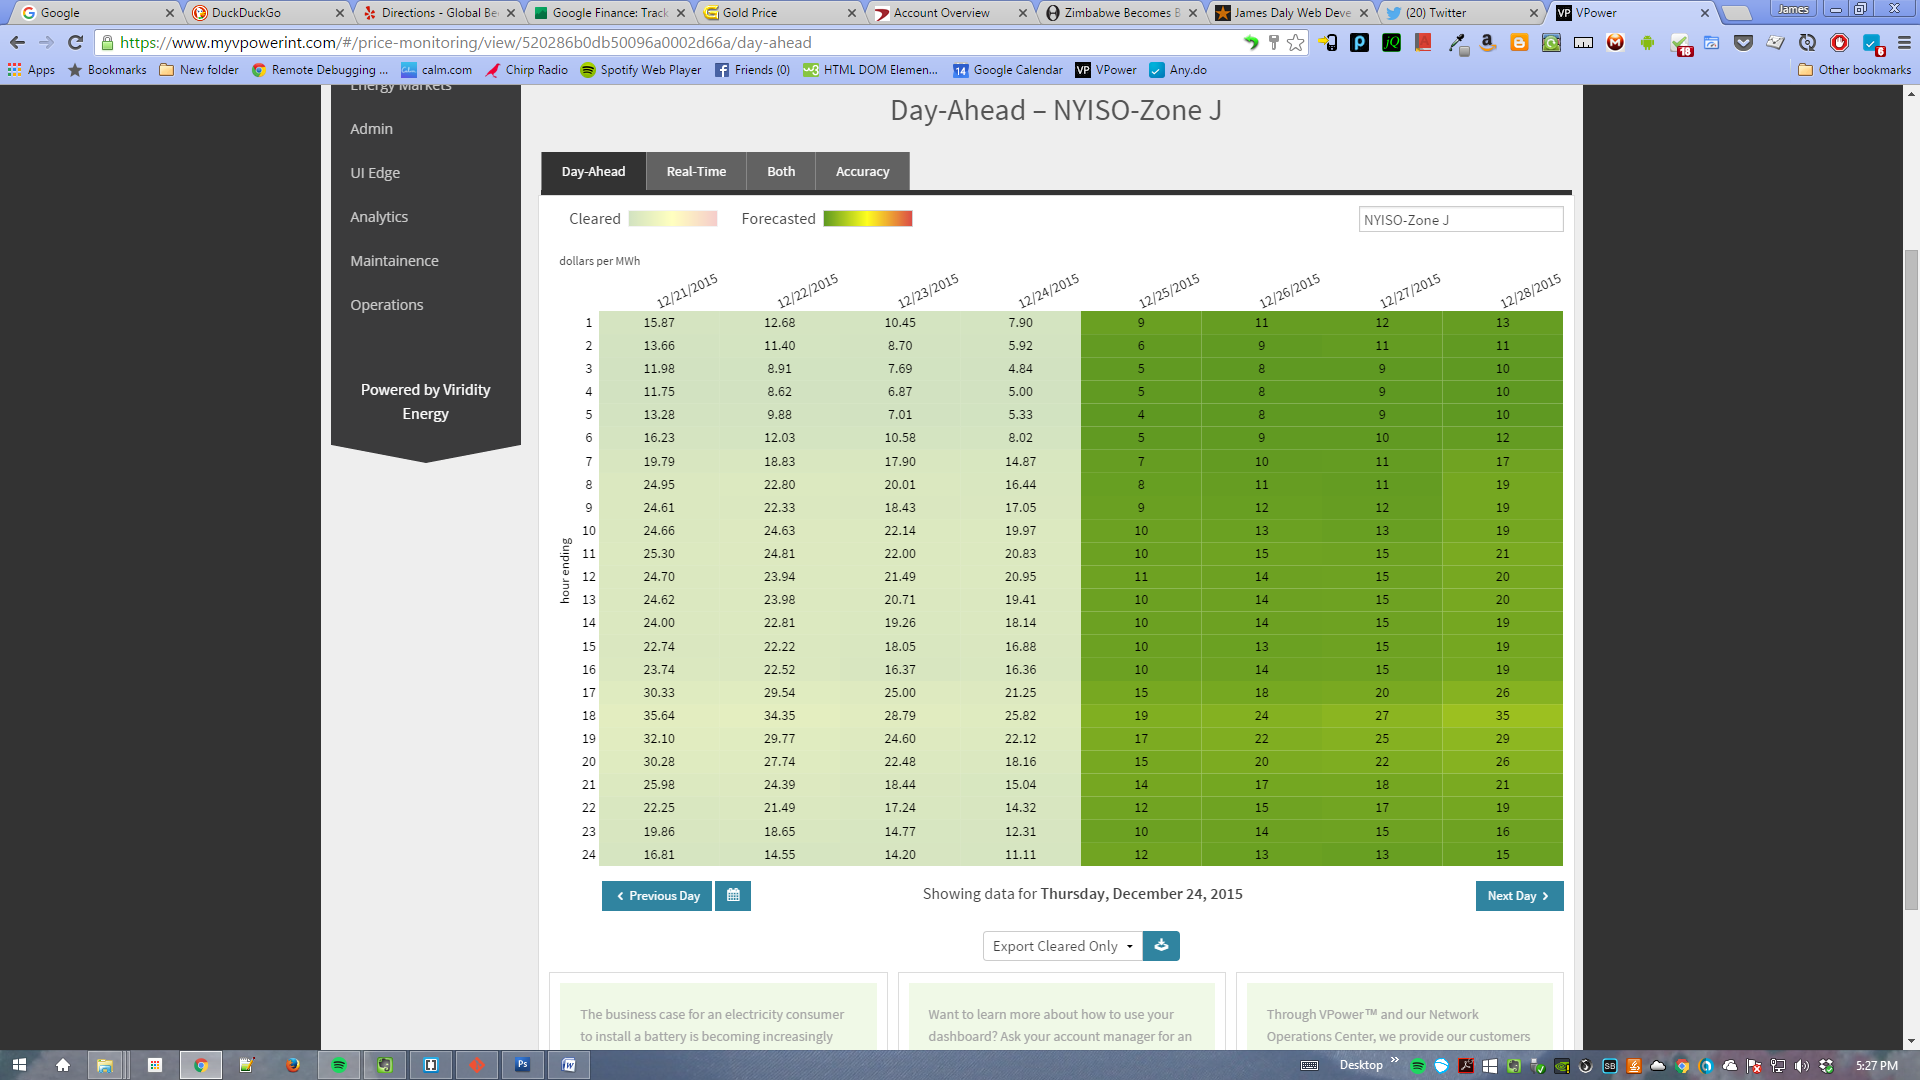 Google
DuckDuckGo
Directions - Global Be
Google Finance: Track
Gold Price
Account Overview
Zimbabwe Becomes B
James Daly Web Deve
(20) Twitter
VPower
James
https://www.myvpowerint.com/#/price-monitoring/view/520286b0db50096a0002d66a/day-ahead
18
6
Apps
Bookmarks
New folder
Remote Debugging ...
calm.com
Chirp Radio
Spotify Web Player
Friends (0)
HTML DOM Elemen...
Google Calendar
VPower
Any.do
Other bookmarks
Energy Markets
Admin
UI Edge
Analytics
Maintainence
Operations
Powered by Viridity
Energy
Day-Ahead – NYISO-Zone J
Day-Ahead Real-Time Both Accuracy
Cleared Forecasted NYISO-Zone J
dollars per MWh
12/21/2015 12/22/2015 12/23/2015 12/24/2015 12/25/2015 12/26/2015 12/27/2015 12/28/2015
hour ending
1 15.87 12.68 10.45 7.90 9 11 12 13
2 13.66 11.40 8.70 5.92 6 9 11 11
3 11.98 8.91 7.69 4.84 5 8 9 10
4 11.75 8.62 6.87 5.00 5 8 9 10
5 13.28 9.88 7.01 5.33 4 8 9 10
6 16.23 12.03 10.58 8.02 5 9 10 12
7 19.79 18.83 17.90 14.87 7 10 11 17
8 24.95 22.80 20.01 16.44 8 11 11 19
9 24.61 22.33 18.43 17.05 9 12 12 19
10 24.66 24.63 22.14 19.97 10 13 13 19
11 25.30 24.81 22.00 20.83 10 15 15 21
12 24.70 23.94 21.49 20.95 11 14 15 20
13 24.62 23.98 20.71 19.41 10 14 15 20
14 24.00 22.81 19.26 18.14 10 14 15 19
15 22.74 22.22 18.05 16.88 10 13 15 19
16 23.74 22.52 16.37 16.36 10 14 15 19
17 30.33 29.54 25.00 21.25 15 18 20 26
18 35.64 34.35 28.79 25.82 19 24 27 35
19 32.10 29.77 24.60 22.12 17 22 25 29
20 30.28 27.74 22.48 18.16 15 20 22 26
21 25.98 24.39 18.44 15.04 14 17 18 21
22 22.25 21.49 17.24 14.32 12 15 17 19
23 19.86 18.65 14.77 12.31 10 14 15 16
24 16.81 14.55 14.20 11.11 12 13 13 15
Previous Day
Showing data for Thursday, December 24, 2015
Next Day
Export Cleared Only
The business case for an electricity consumer
to install a battery is becoming increasingly
Want to learn more about how to use your
dashboard? Ask your account manager for an
Through VPower™ and our Network
Operations Center, we provide our customers
Desktop
5:27 PM